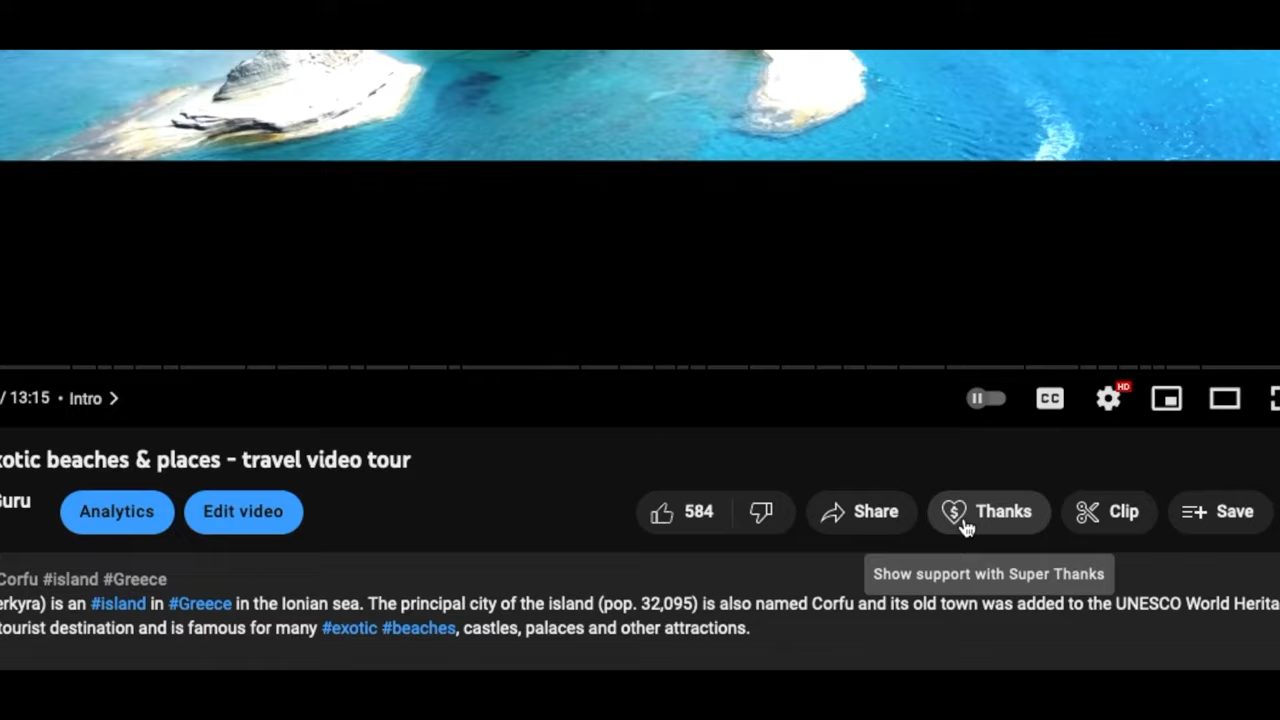 / 13:15 • Intro
CC
HD
xotic beaches & places - travel video tour
Guru
Analytics
Edit video
584
Share
Thanks
Clip
Save
Show support with Super Thanks
Corfu #island #Greece
erkyra) is an #island in #Greece in the Ionian sea. The principal city of the island (pop. 32,095) is also named Corfu and its old town was added to the UNESCO World Herita
tourist destination and is famous for many #exotic #beaches, castles, palaces and other attractions.